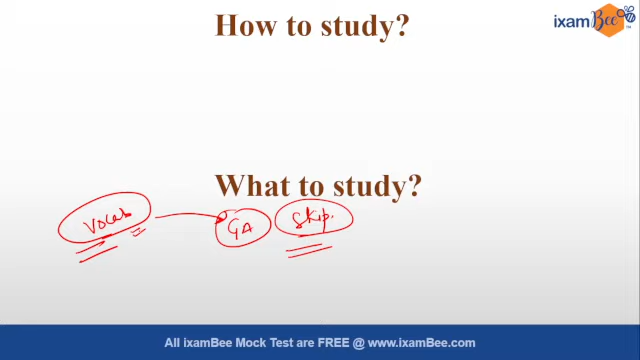 How to study?
ixamBee
What to study?
Vocab
GA
Skip.
All ixamBee Mock Test are FREE @ www.ixamBee.com